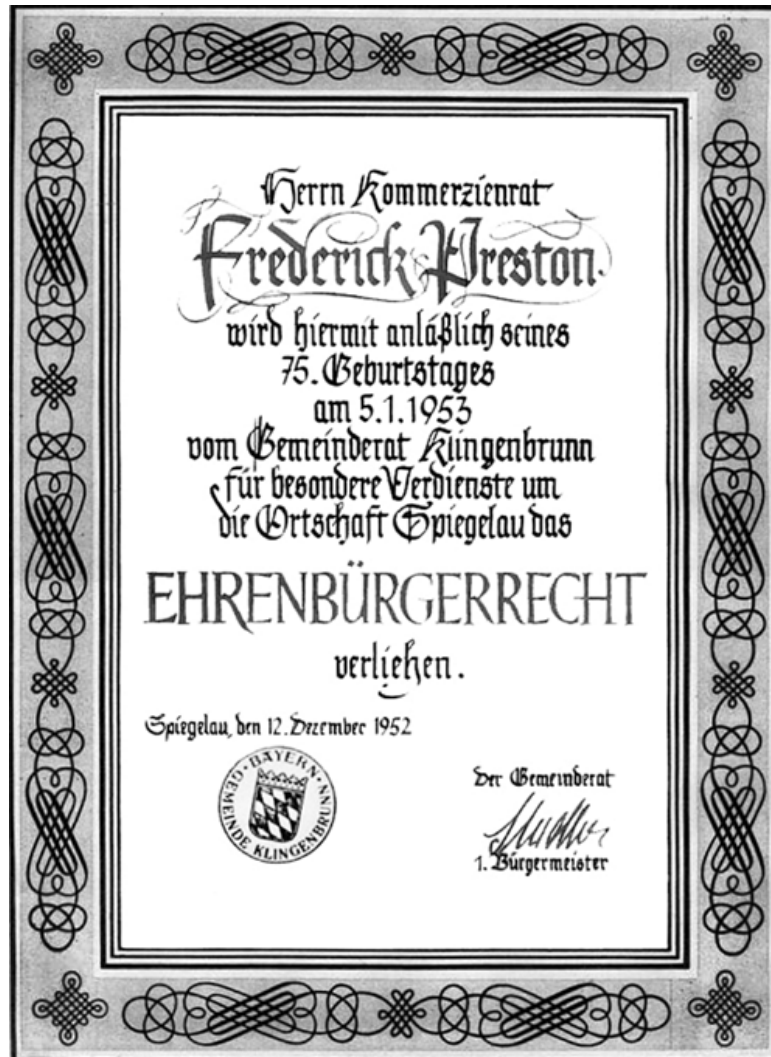 Herrn Kommerzienrat
Frederick Preston
wird hiermit anläßlich seines
75. Geburtstages
am 5.1.1953
vom Gemeinderat Klingenbrunn
für besondere Verdienste um
die Ortschaft Spiegelau das
EHRENBÜRGERRECHT
verliehen.
Spiegelau, den 12. Dezember 1952
· BAYERN ·
GEMEINDE KLINGENBRUNN
Der Gemeinderat
1. Bürgermeister